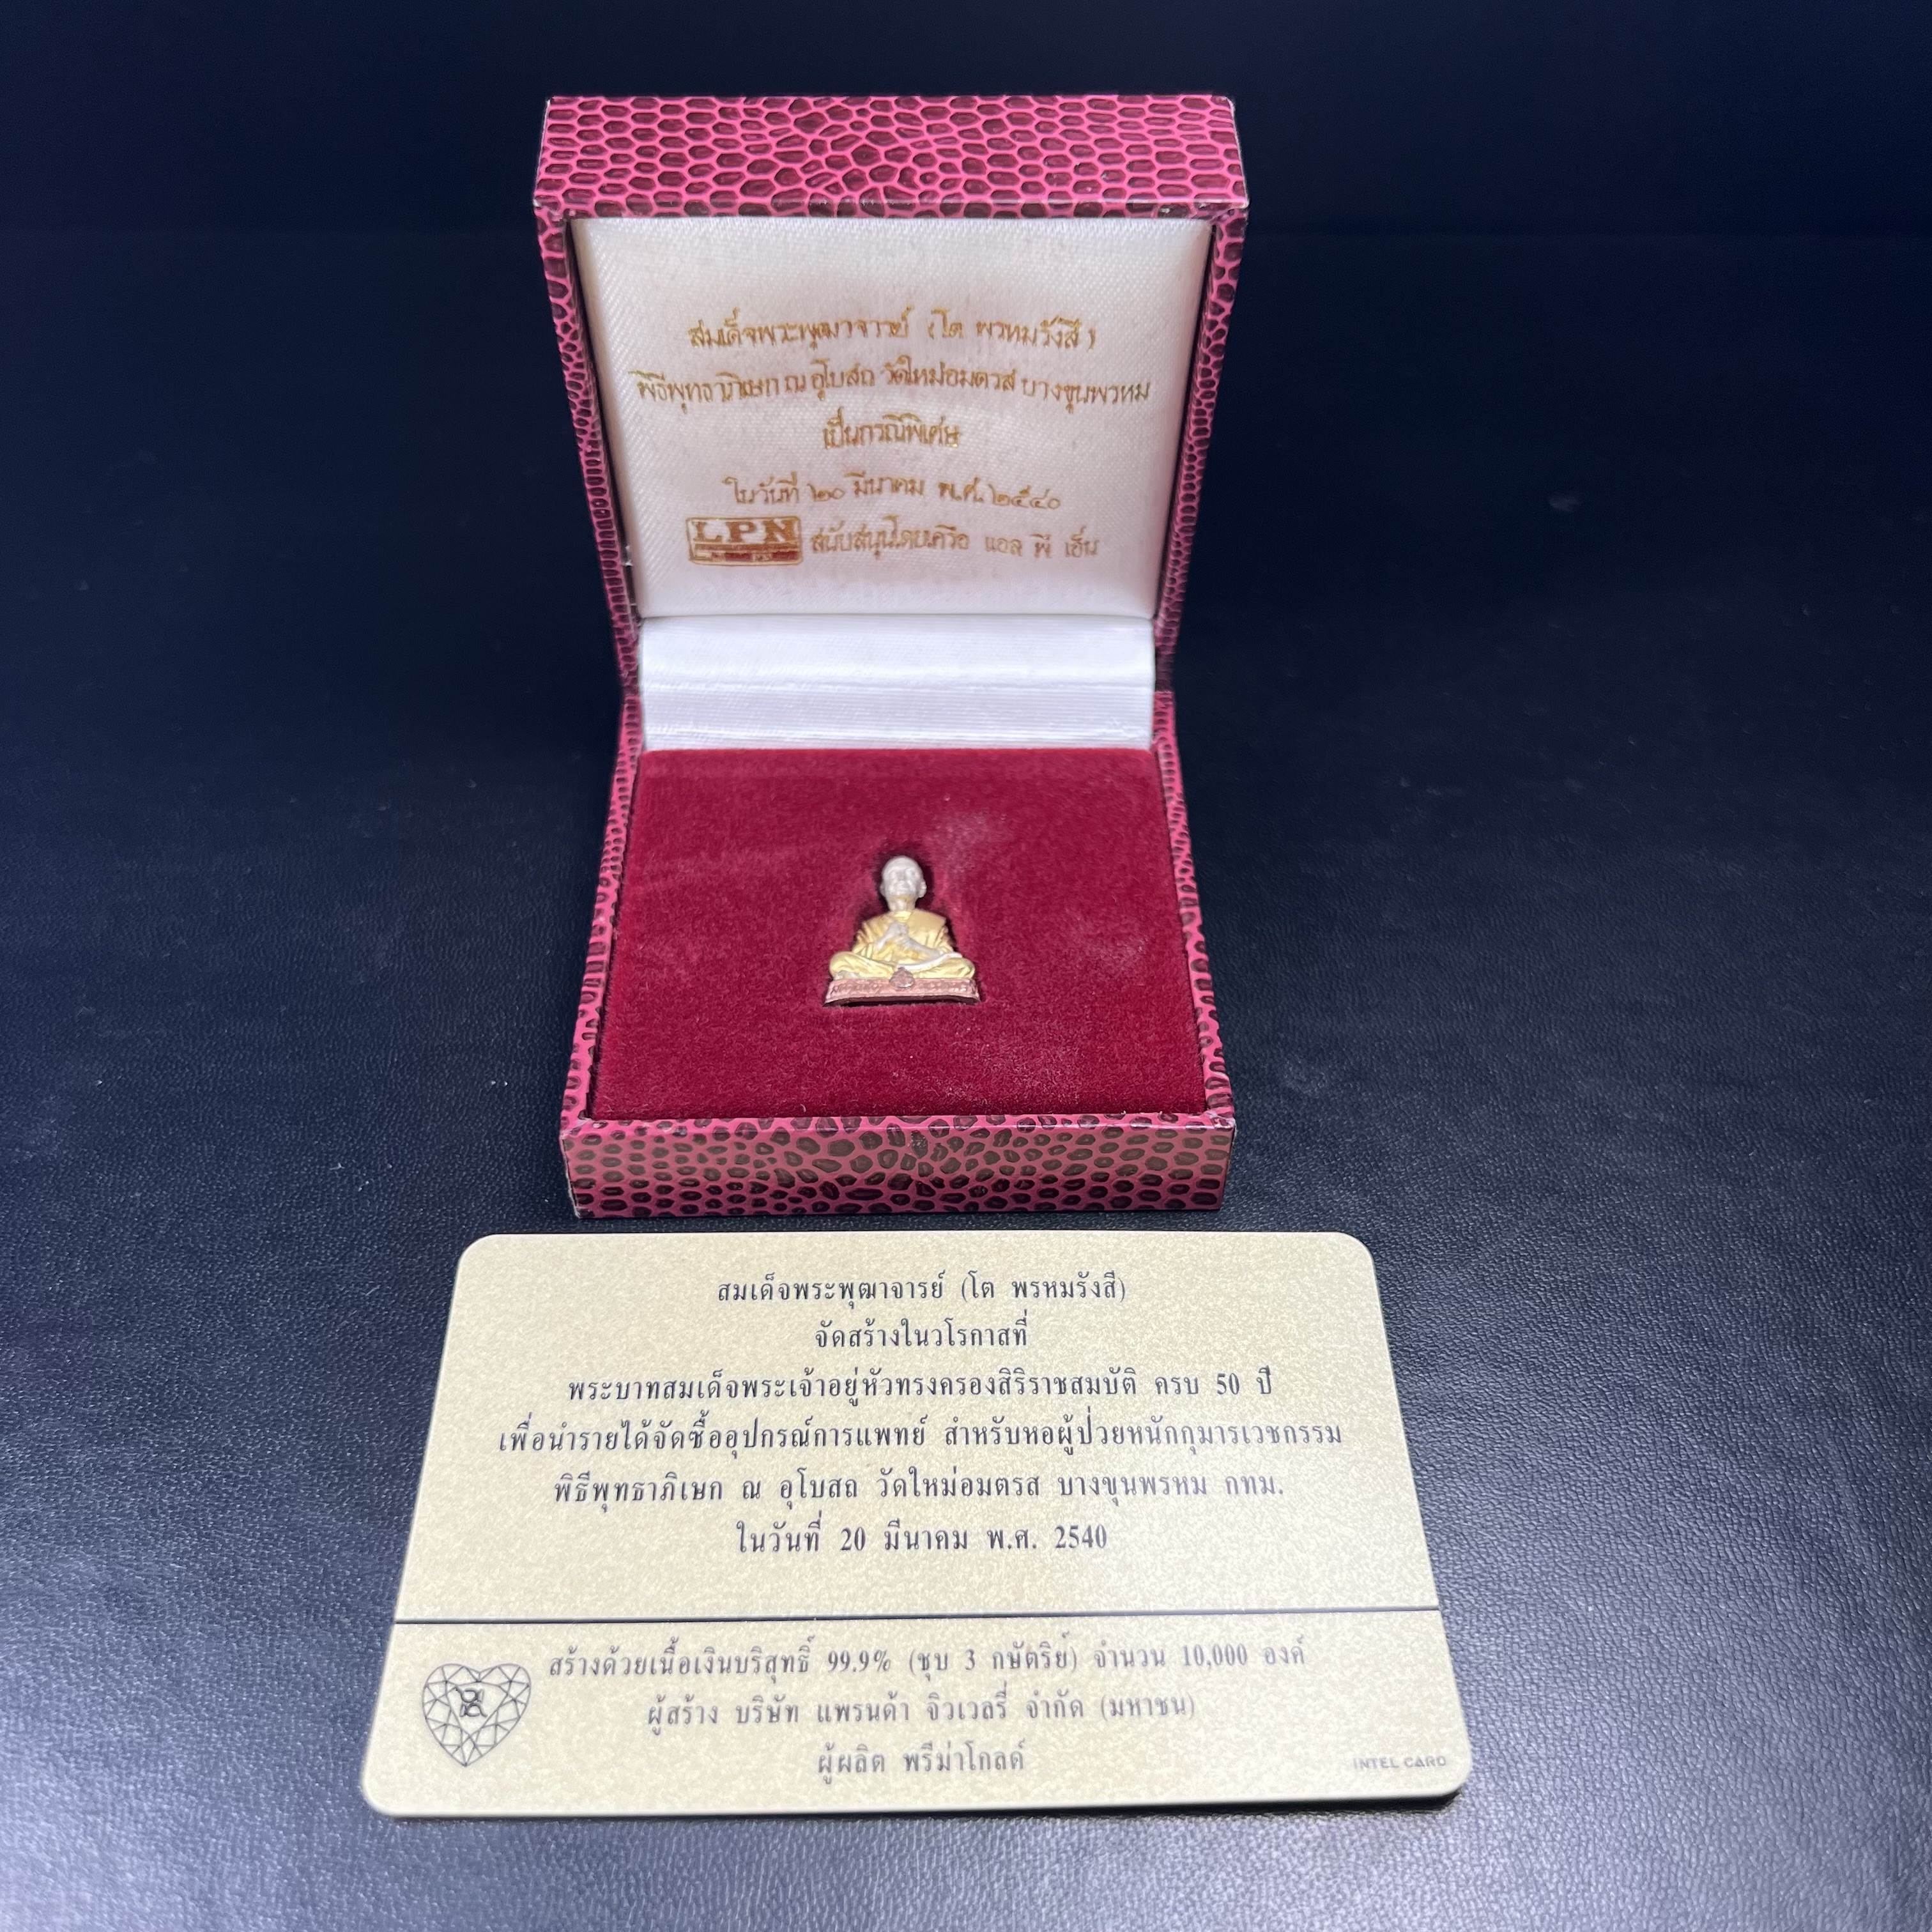 สมเด็จพระพุฒาจารย์ (โต พรหมรังสี)
พิธีพุทธาภิเษก ณ อุโบสถ วัดใหม่อมตรส บางขุนพรหม
เป็นกรณีพิเศษ
ในวันที่ ๒๐ มีนาคม พ.ศ. ๒๕๔๐
LPN สนับสนุนโดยเครือ แอล พี เอ็น
สมเด็จพระพุฒาจารย์ (โต พรหมรังสี)
จัดสร้างในวโรกาสที่
พระบาทสมเด็จพระเจ้าอยู่หัวทรงครองสิริราชสมบัติ ครบ 50 ปี
เพื่อนำรายได้จัดซื้ออุปกรณ์การแพทย์ สำหรับหอผู้ป่วยหนักกุมารเวชกรรม
พิธีพุทธาภิเษก ณ อุโบสถ วัดใหม่อมตรส บางขุนพรหม กทม.
ในวันที่ 20 มีนาคม พ.ศ. 2540
สร้างด้วยเนื้อเงินบริสุทธิ์ 99.9% (ชุบ 3 กษัตริย์) จำนวน 10,000 องค์
ผู้สร้าง บริษัท แพรนด้า จิวเวลรี่ จำกัด (มหาชน)
ผู้ผลิต พรีม่าโกลด์
INTEL CARD